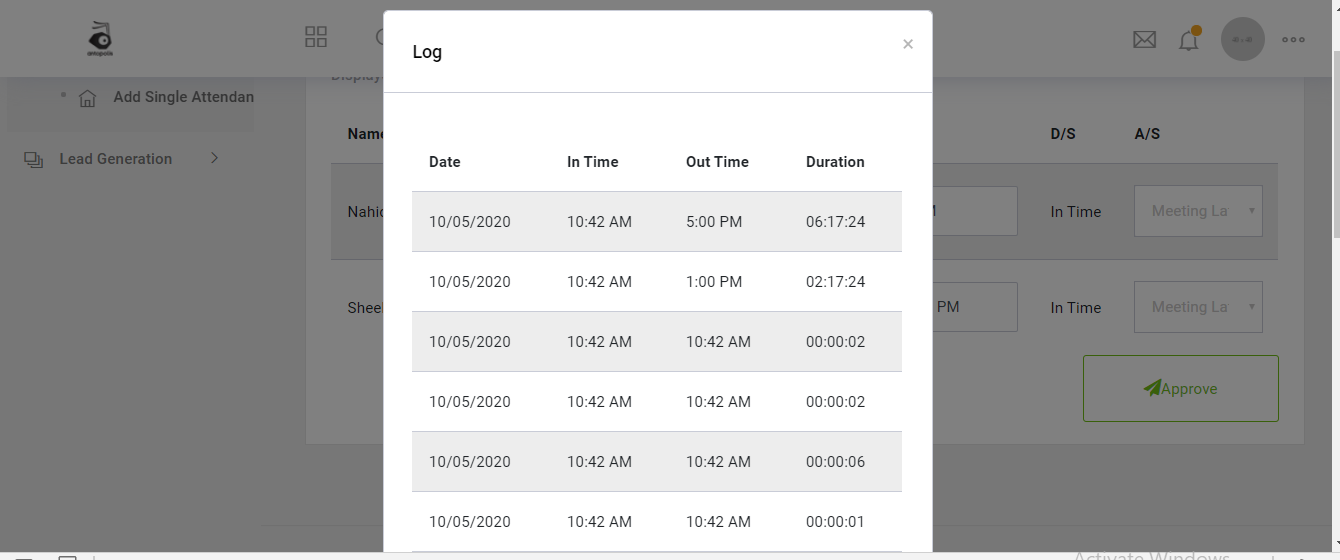 Log
×
Date In Time Out Time Duration
10/05/2020 10:42 AM 5:00 PM 06:17:24
10/05/2020 10:42 AM 1:00 PM 02:17:24
10/05/2020 10:42 AM 10:42 AM 00:00:02
10/05/2020 10:42 AM 10:42 AM 00:00:02
10/05/2020 10:42 AM 10:42 AM 00:00:06
10/05/2020 10:42 AM 10:42 AM 00:00:01
Add Single Attendan
Lead Generation
Display
Name D/S A/S
In Time Meeting La
PM In Time Meeting La
Approve
Activate Windows